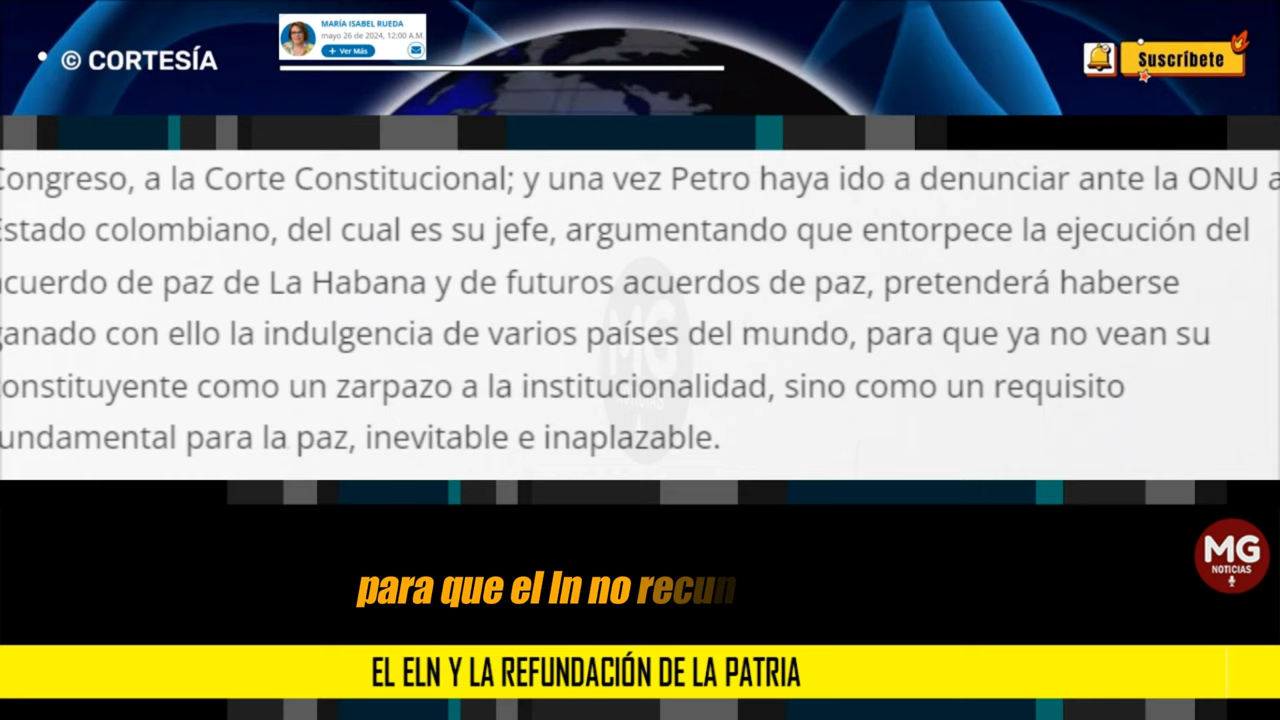 © CORTESÍA
MARÍA ISABEL RUEDA
mayo 26 de 2024, 12:00 A.M.
+ Ver Más
Suscríbete
Congreso, a la Corte Constitucional; y una vez Petro haya ido a denunciar ante la ONU a
Estado colombiano, del cual es su jefe, argumentando que entorpece la ejecución del
acuerdo de paz de La Habana y de futuros acuerdos de paz, pretenderá haberse
ganado con ello la indulgencia de varios países del mundo, para que ya no vean su
constituyente como un zarpazo a la institucionalidad, sino como un requisito
fundamental para la paz, inevitable e inaplazable.
MG
NOTICIAS
para que el ln no recun
EL ELN Y LA REFUNDACIÓN DE LA PATRIA